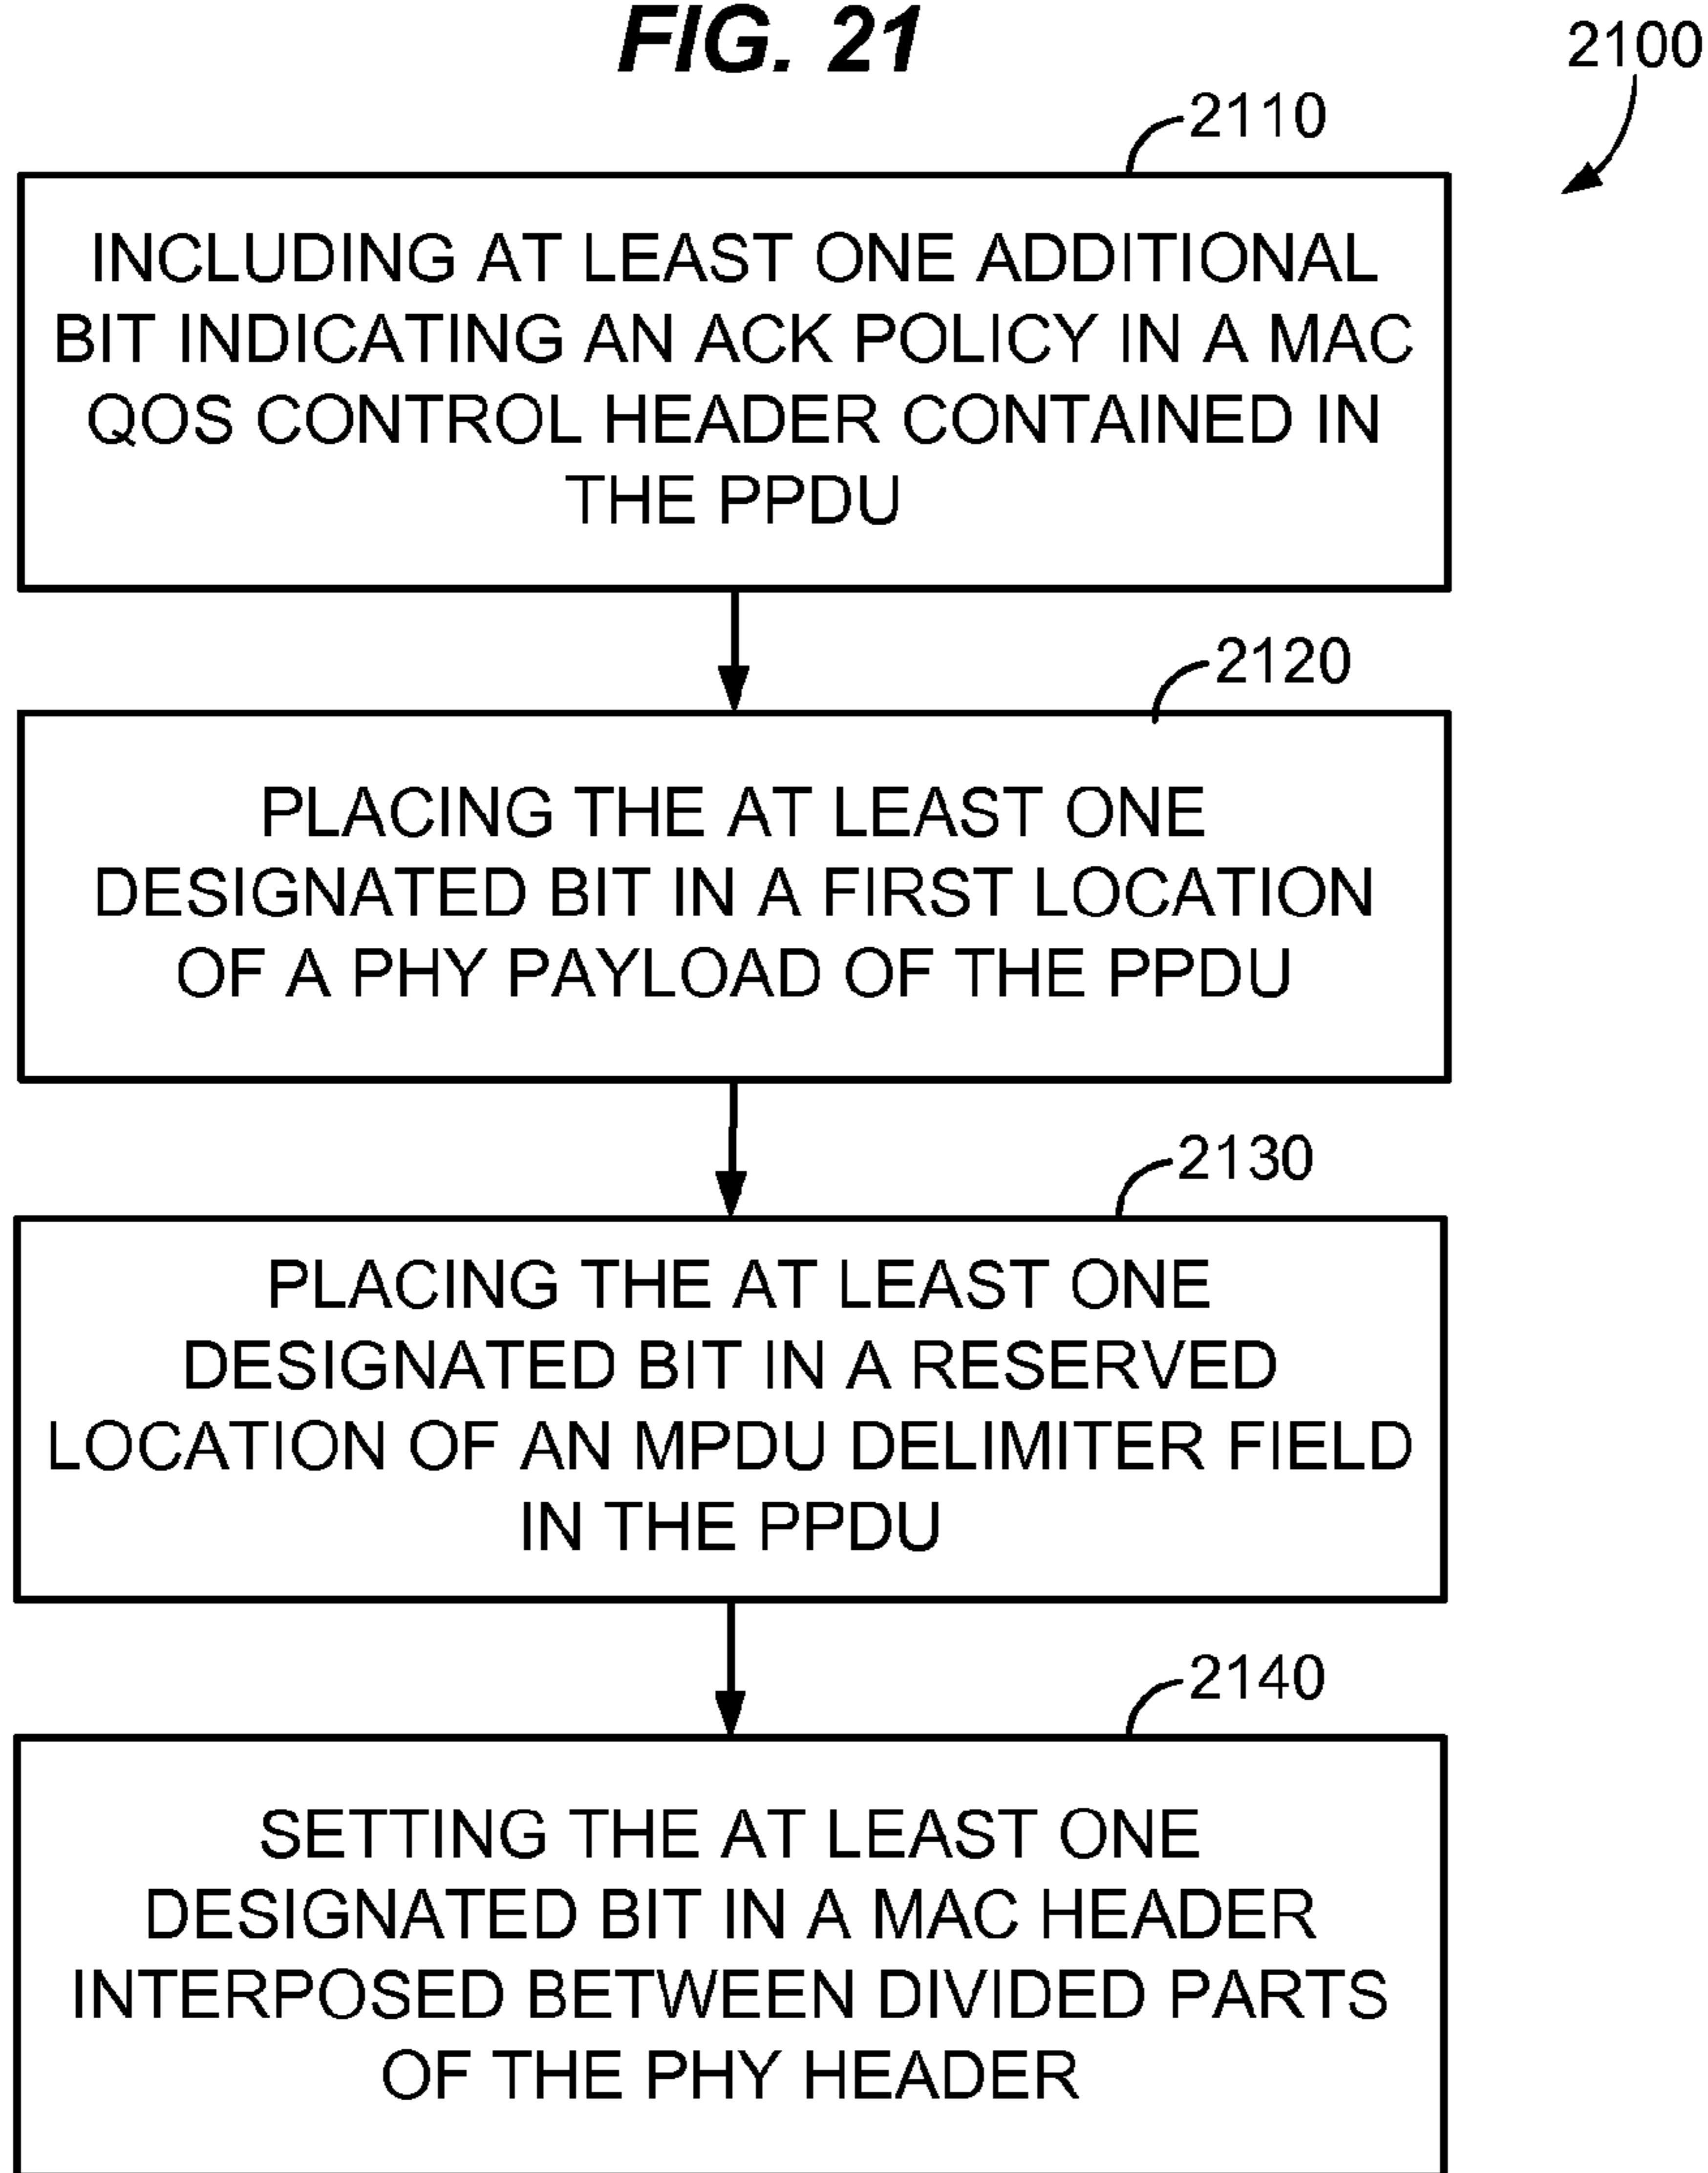 FIG. 21
2100
2110
INCLUDING AT LEAST ONE ADDITIONAL
BIT INDICATING AN ACK POLICY IN A MAC
QOS CONTROL HEADER CONTAINED IN
THE PPDU
2120
PLACING THE AT LEAST ONE
DESIGNATED BIT IN A FIRST LOCATION
OF A PHY PAYLOAD OF THE PPDU
2130
PLACING THE AT LEAST ONE
DESIGNATED BIT IN A RESERVED
LOCATION OF AN MPDU DELIMITER FIELD
IN THE PPDU
2140
SETTING THE AT LEAST ONE
DESIGNATED BIT IN A MAC HEADER
INTERPOSED BETWEEN DIVIDED PARTS
OF THE PHY HEADER